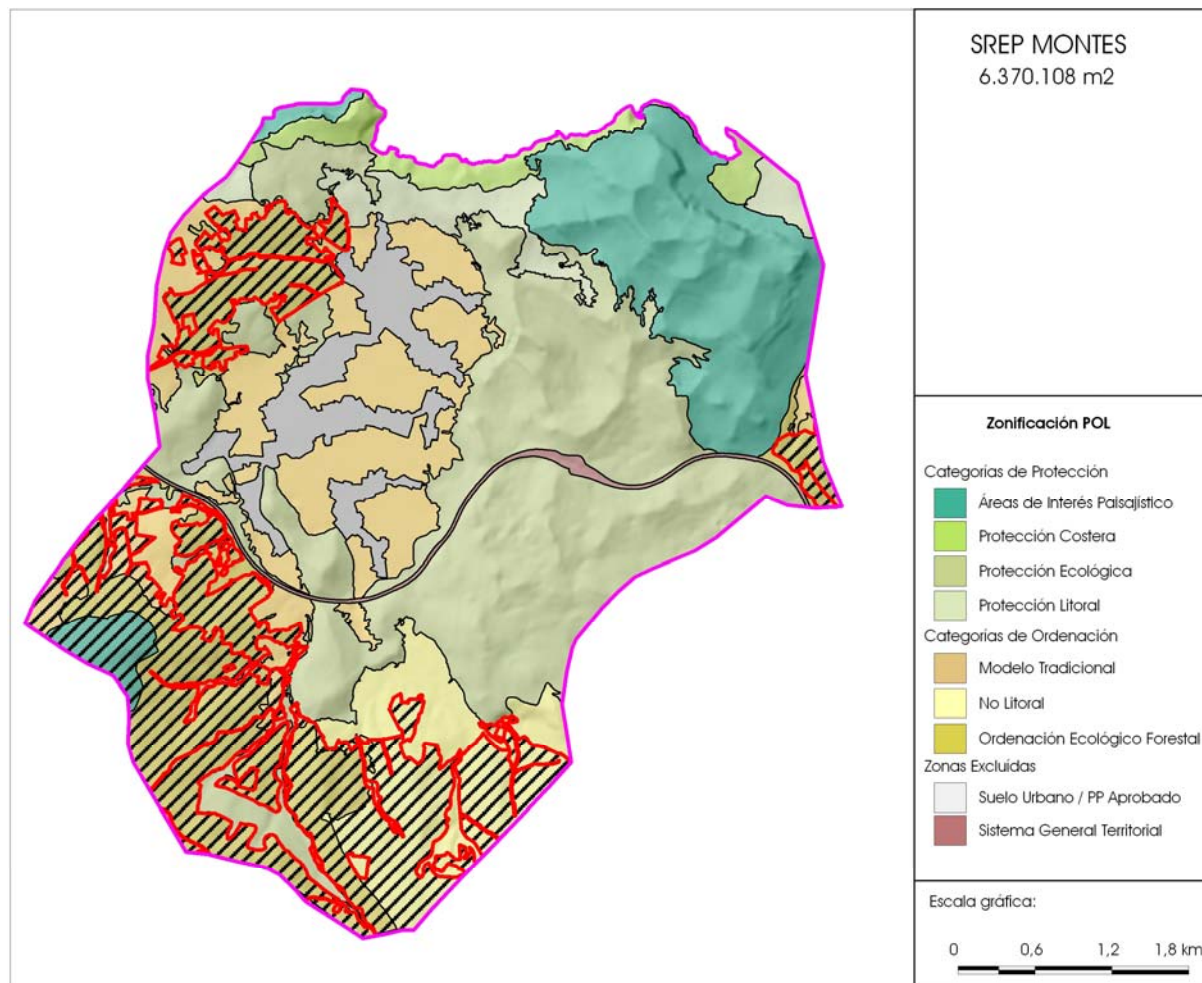 SREP MONTES
6.370.108 m2
Zonificación POL
Categorías de Protección
Áreas de Interés Paisajístico
Protección Costera
Protección Ecológica
Protección Litoral
Categorías de Ordenación
Modelo Tradicional
No Litoral
Ordenación Ecológico Forestal
Zonas Excluídas
Suelo Urbano / PP Aprobado
Sistema General Territorial
Escala gráfica:
0 0,6 1,2 1,8 km